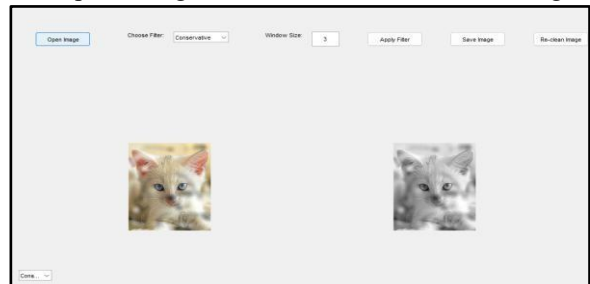 Open Image
Choose Filter:
Conservative
Window Size:
3
Apply Filter
Save Image
Re-clean Image
Cons...